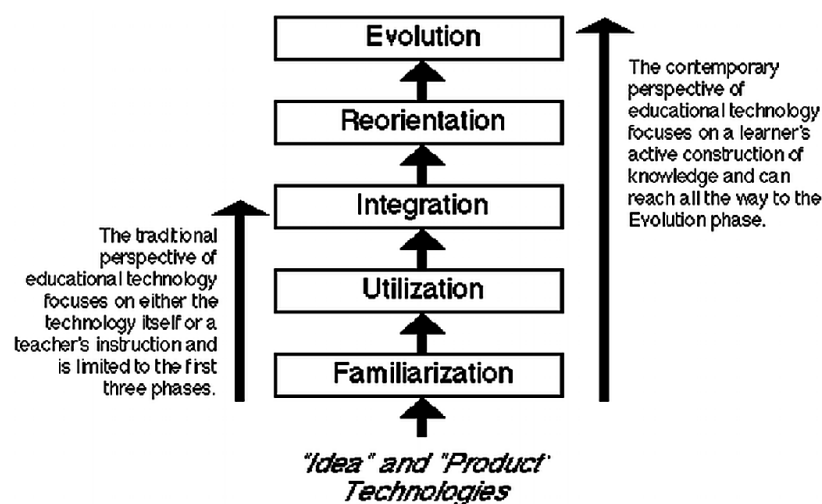 Evolution
Reorientation
Integration
Utilization
Familiarization
"Idea" and "Product"
Technologies
The traditional
perspective of
educational technology
focuses on either the
technology itself or a
teacher's instruction and
is limited to the first
three phases.
The contemporary
perspective of
educational technology
focuses on a learner's
active construction of
knowledge and can
reach all the way to the
Evolution phase.